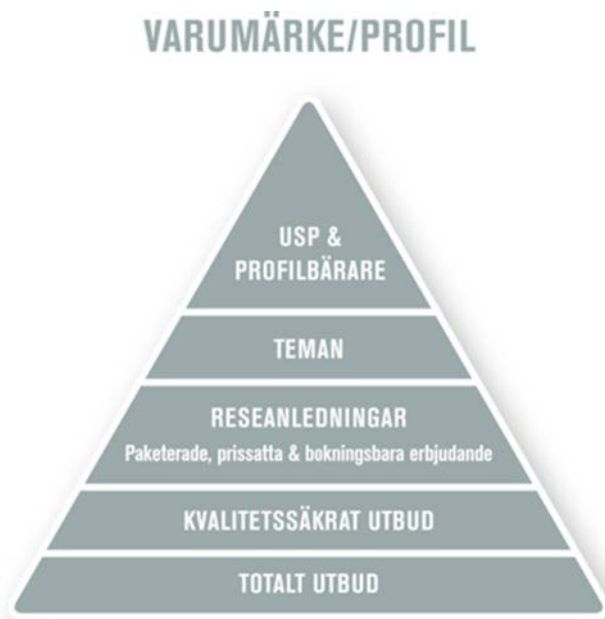 VARUMÄRKE/PROFIL
USP &
PROFILBÄRARE
TEMAN
RESEANLEDNINGAR
Paketerade, prissatta & bokningsbara erbjudande
KVALITETSSÄKRAT UTBUD
TOTALT UTBUD